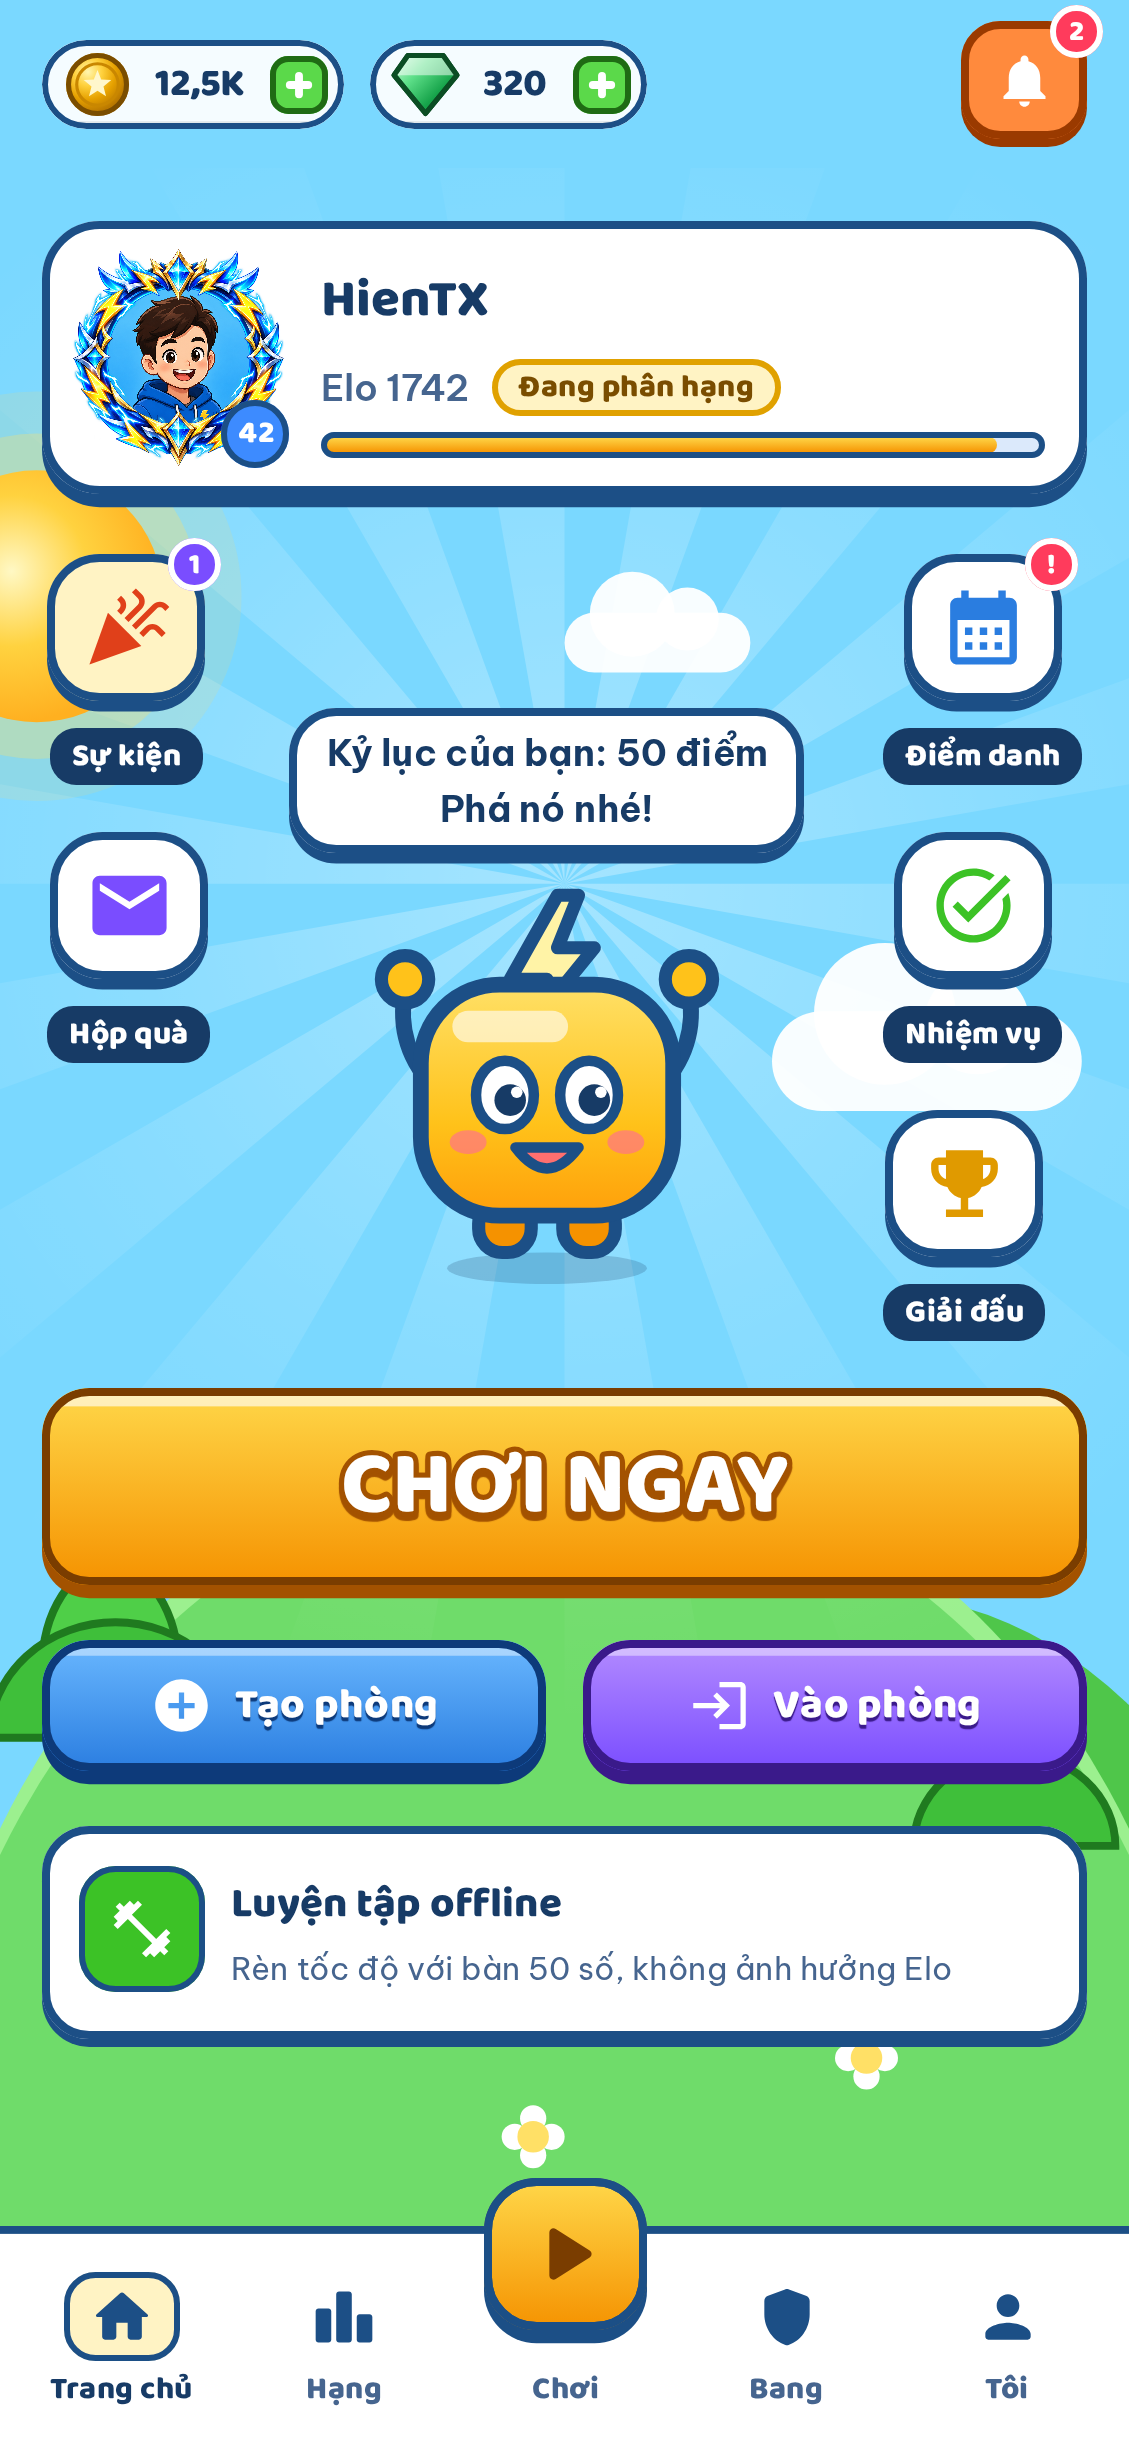 12,5K
320
2
HienTX
Elo 1742
Đang phân hạng
42
1
!
Sự kiện
Điểm danh
Kỷ lục của bạn: 50 điểm
Phá nó nhé!
Hộp quà
Nhiệm vụ
Giải đấu
CHƠI NGAY
Tạo phòng
Vào phòng
Luyện tập offline
Rèn tốc độ với bàn 50 số, không ảnh hưởng Elo
Trang chủ
Hạng
Chơi
Bang
Tôi